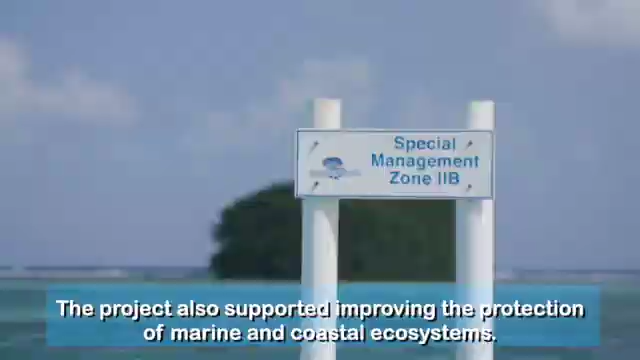 Special
Management
Zone IIB
The project also supported improving the protection
of marine and coastal ecosystems.